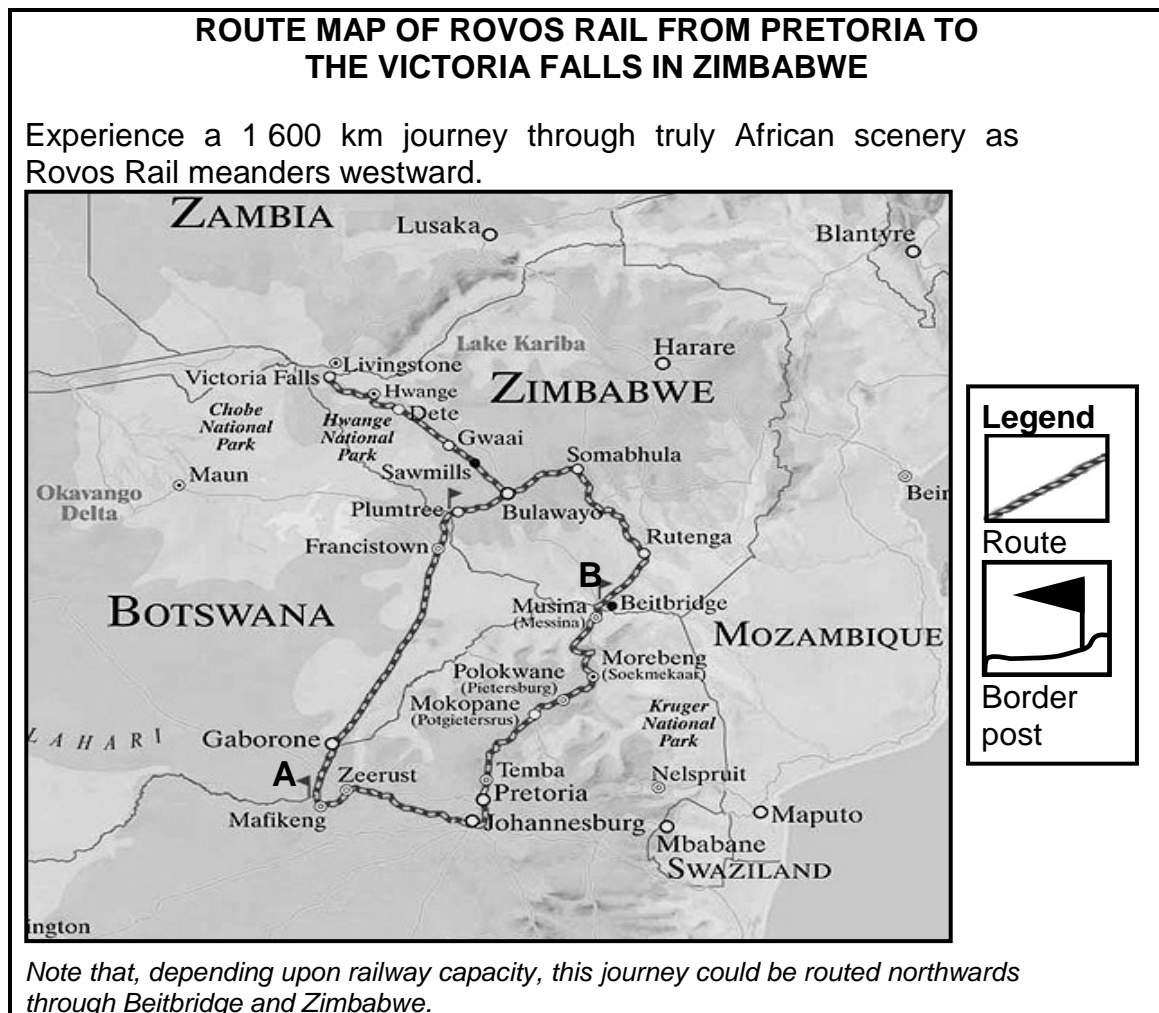 ROUTE MAP OF ROVOS RAIL FROM PRETORIA TO
THE VICTORIA FALLS IN ZIMBABWE
Experience a 1 600 km journey through truly African scenery as
Rovos Rail meanders westward.
ZAMBIA
Lusaka
Blantyre
Lake Kariba
Harare
Livingstone
Victoria Falls
Hwange
ZIMBABWE
Dete
Chobe
National
Park
Hwange
National
Park
Gwaai
Maun
Sawmills
Somabhula
Okavango
Delta
Beir
Plumtree
Bulawayo
Francistown
Rutenga
B
BOTSWANA
Musina
(Messina)
Beitbridge
MOZAMBIQUE
Polokwane
(Pietersburg)
Morebeng
(Soekmekaar)
Mokopane
(Potgietersrus)
Kruger
National
Park
LAHARI
Gaborone
A
Zeerust
Temba
Nelspruit
Pretoria
Mafikeng
Johannesburg
Maputo
Mbabane
SWAZILAND
ington
Legend
Route
Border
post
Note that, depending upon railway capacity, this journey could be routed northwards
through Beitbridge and Zimbabwe.